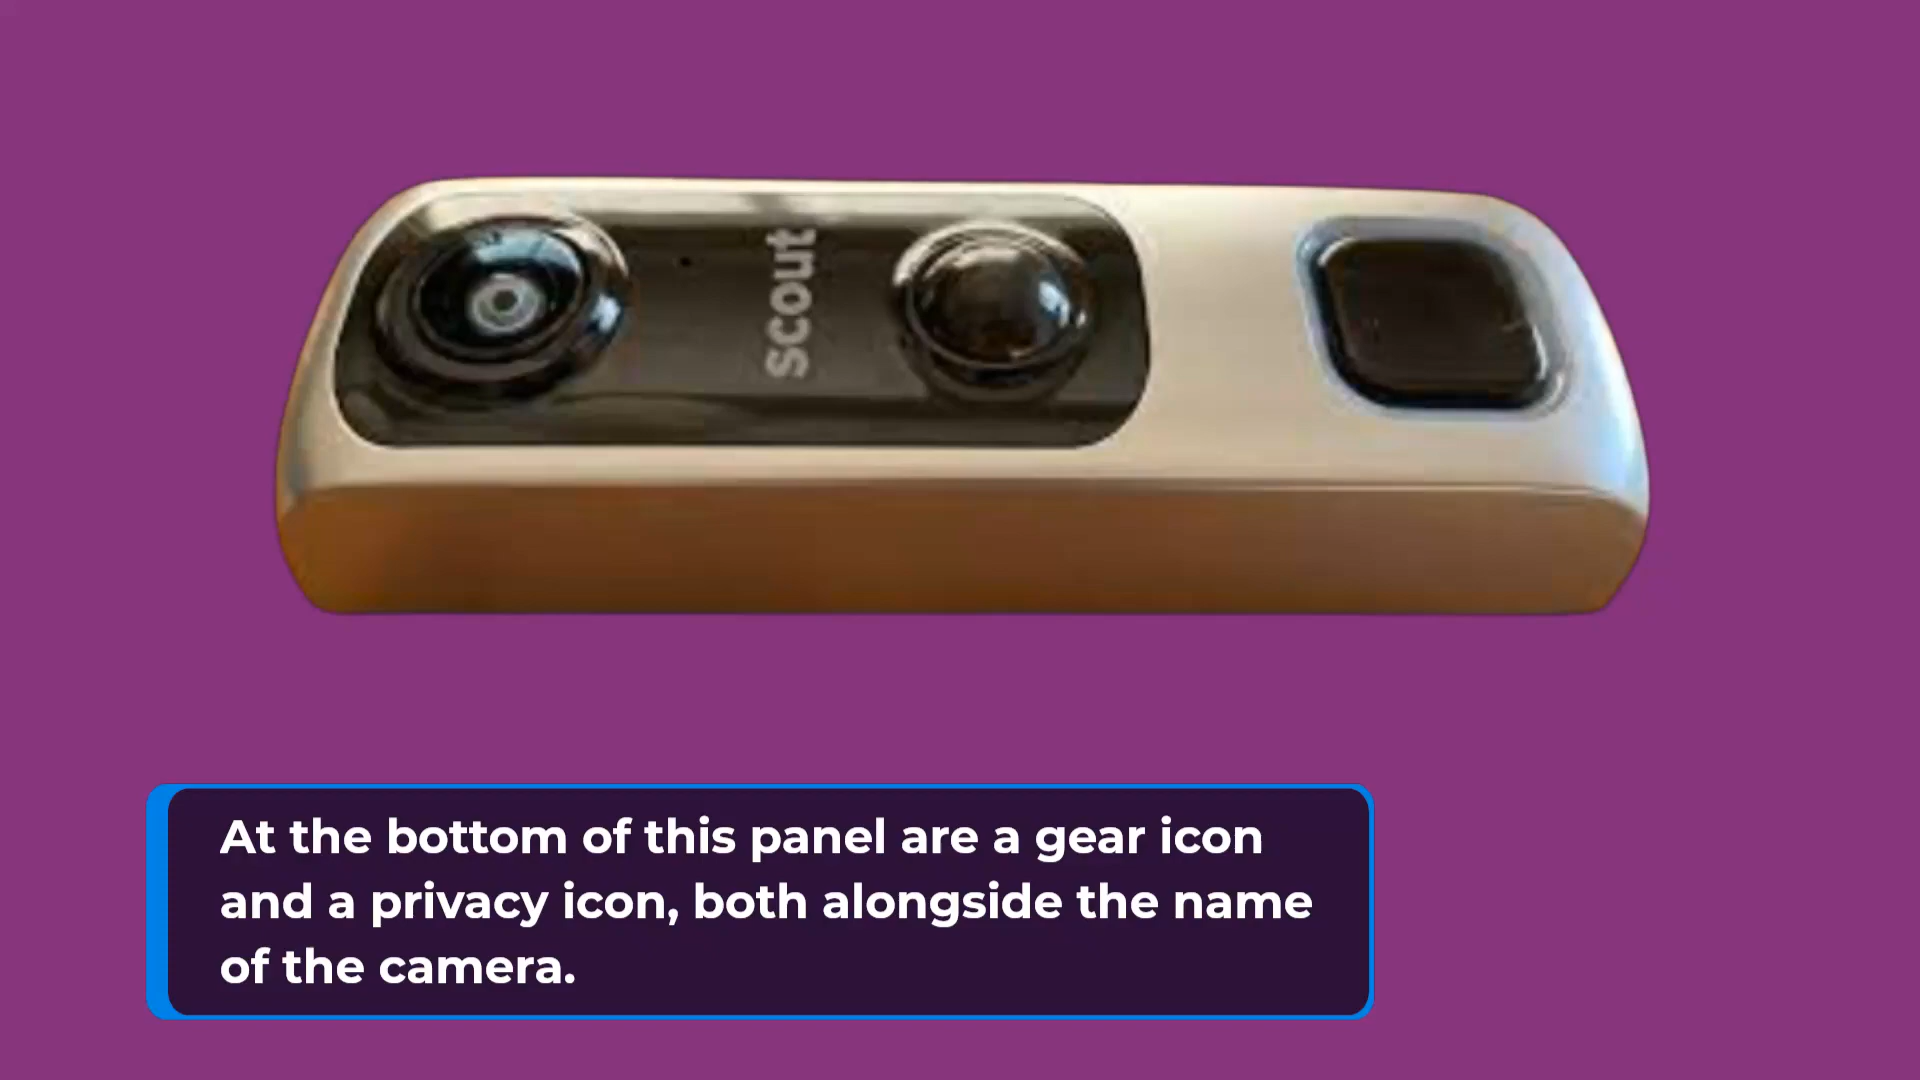 scout
At the bottom of this panel are a gear icon
and a privacy icon, both alongside the name
of the camera.